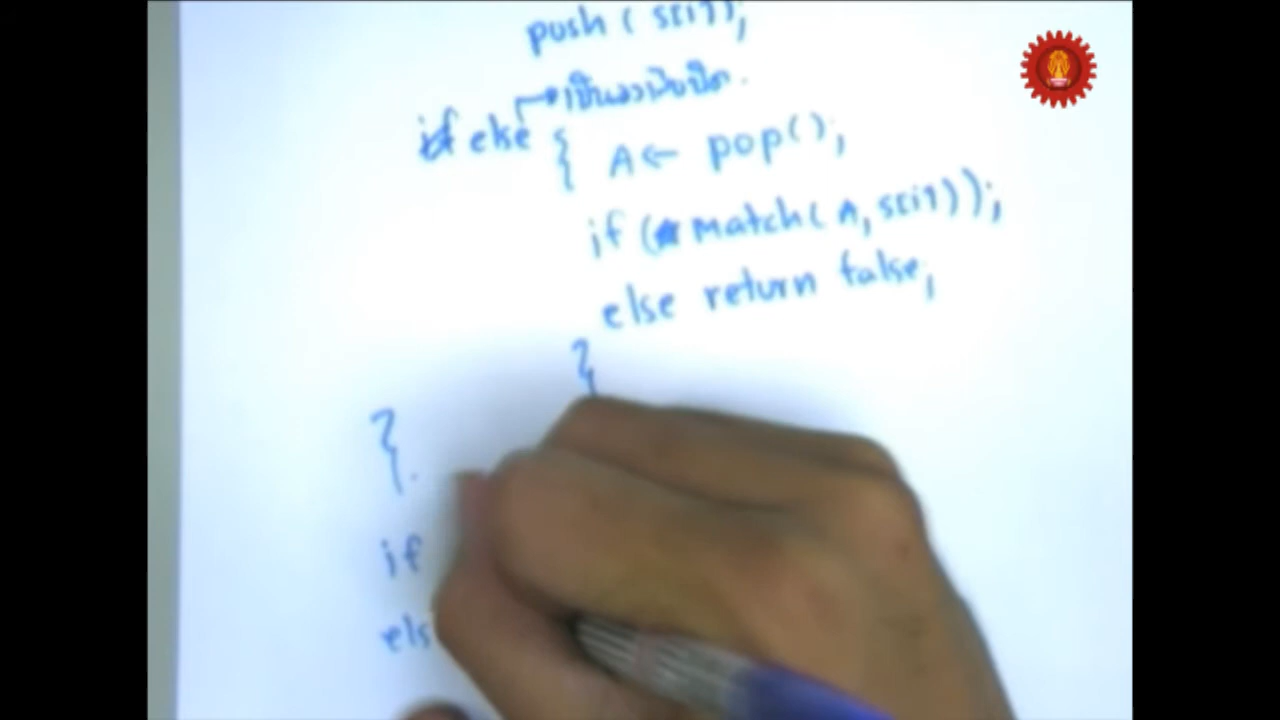 push ( s[i] );
เป็นวงเล็บปิด.
else { A ← pop();
if ( Match( A, s[i] ) );
else return false;
}
}
if
els